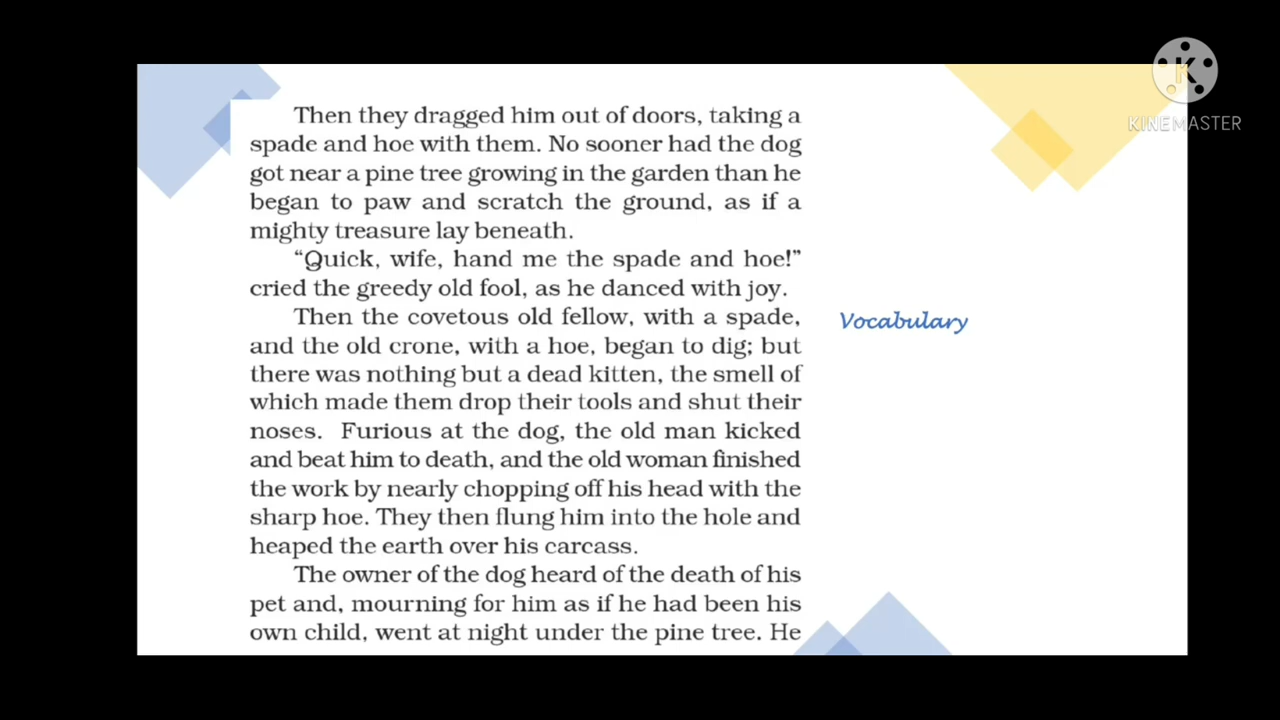 KINEMASTER
Then they dragged him out of doors, taking a
spade and hoe with them. No sooner had the dog
got near a pine tree growing in the garden than he
began to paw and scratch the ground, as if a
mighty treasure lay beneath.
“Quick, wife, hand me the spade and hoe!”
cried the greedy old fool, as he danced with joy.
Then the covetous old fellow, with a spade,
and the old crone, with a hoe, began to dig; but
there was nothing but a dead kitten, the smell of
which made them drop their tools and shut their
noses. Furious at the dog, the old man kicked
and beat him to death, and the old woman finished
the work by nearly chopping off his head with the
sharp hoe. They then flung him into the hole and
heaped the earth over his carcass.
The owner of the dog heard of the death of his
pet and, mourning for him as if he had been his
own child, went at night under the pine tree. He
Vocabulary